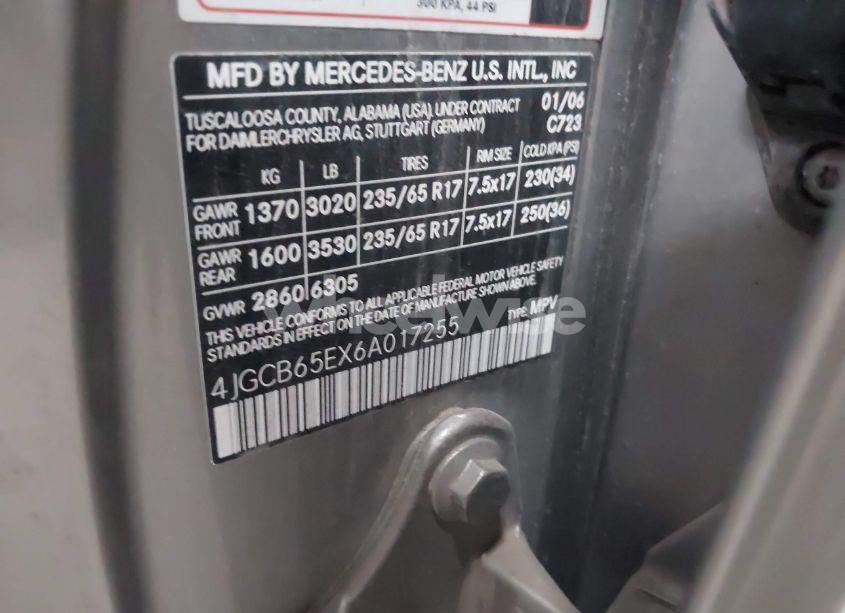 300 KPA, 44 PSI
MFD BY MERCEDES-BENZ U.S. INTL., INC
TUSCALOOSA COUNTY, ALABAMA (USA), UNDER CONTRACT 01/06
FOR DAIMLERCHRYSLER AG, STUTTGART (GERMANY) C723
KG LB TIRES RIM SIZE COLD KPA (PSI)
GAWR FRONT 1370 3020 235/65 R17 7.5x17 230(34)
GAWR REAR 1600 3530 235/65 R17 7.5x17 250(36)
GVWR 2860 6305
THIS VEHICLE CONFORMS TO ALL APPLICABLE FEDERAL MOTOR VEHICLE SAFETY
STANDARDS IN EFFECT ON THE DATE OF MANUFACTURE SHOWN ABOVE.
4JGCB65EX6A017255 TYPE: MPV
wheelwise